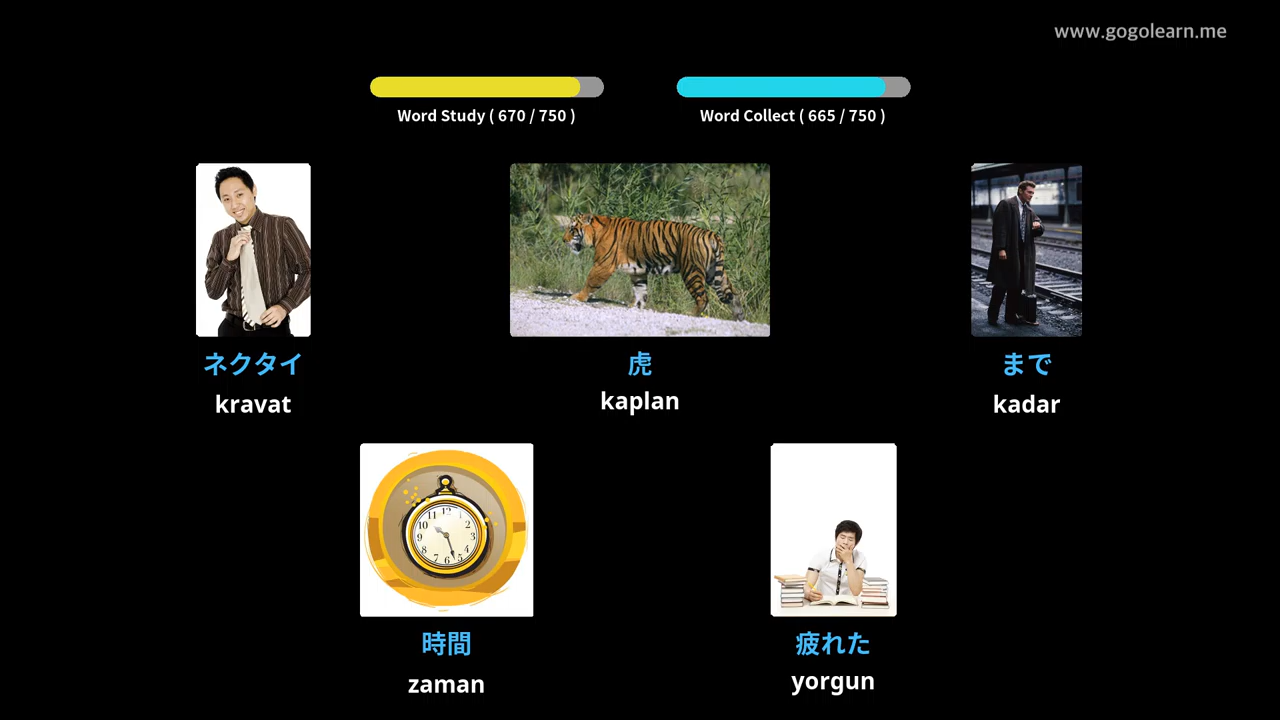 www.gogolearn.me
Word Study ( 670 / 750 )
Word Collect ( 665 / 750 )
ネクタイ
kravat
虎
kaplan
まで
kadar
時間
zaman
疲れた
yorgun